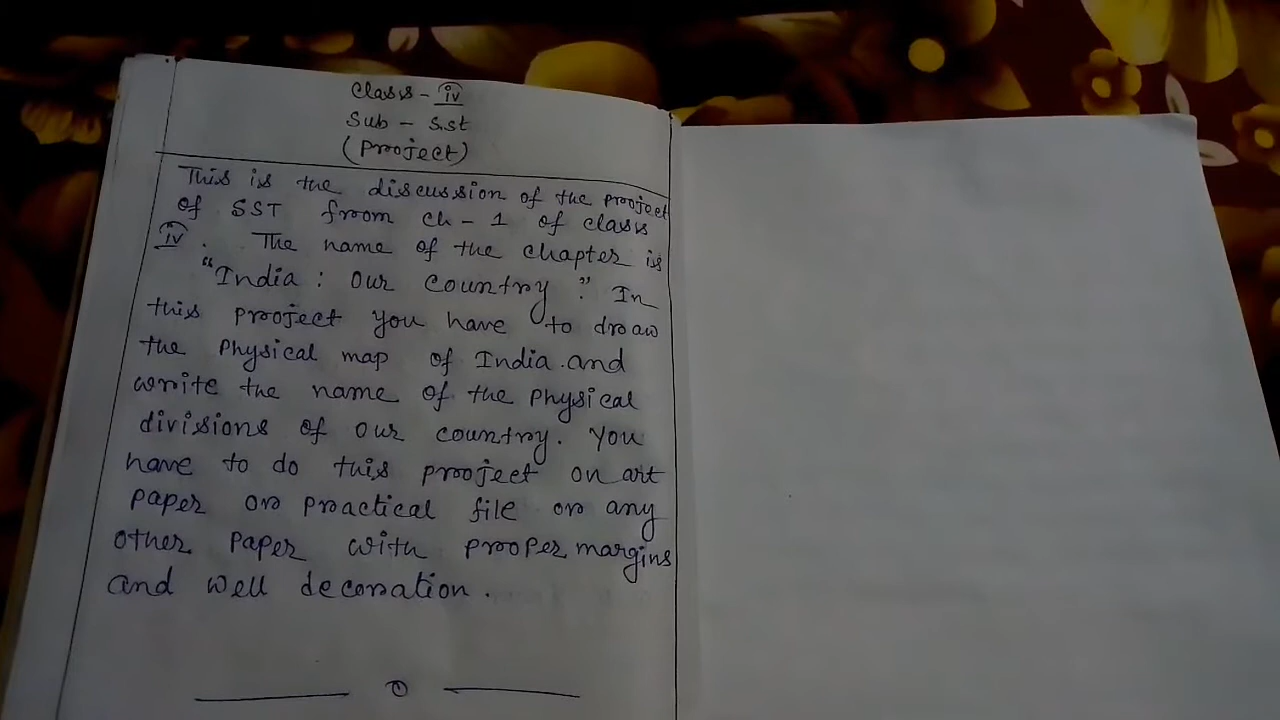 Class - iv
Sub - S.st
(Project)
This is the discussion of the project
of SST from ch - 1 of class
iv . The name of the chapter is
"India : Our Country ". In
this project you have to draw
the Physical map of India.and
write the name of the physical
divisions of our country. You
have to do this project on art
paper or practical file or any
other paper with proper margins
and well decoration .